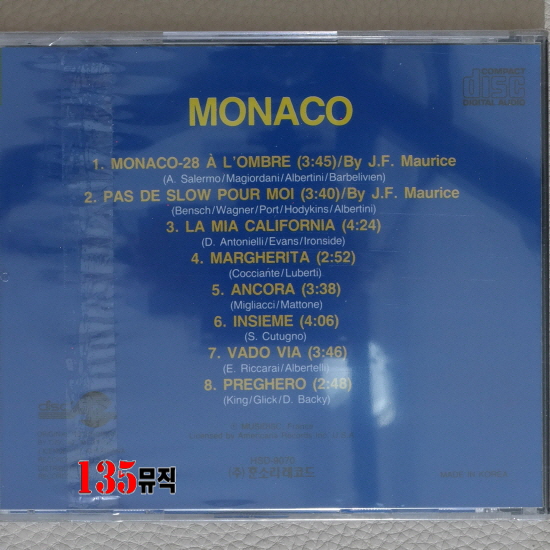 COMPACT
disc
DIGITAL AUDIO
MONACO
1. MONACO-28 À L'OMBRE (3:45)/By J.F. Maurice
(A. Salermo/Magiordani/Albertini/Barbelivien)
2. PAS DE SLOW POUR MOI (3:40)/By J.F. Maurice
(Bensch/Wagner/Port/Hodykins/Albertini)
3. LA MIA CALIFORNIA (4:24)
(D. Antonielli/Evans/Ironside)
4. MARGHERITA (2:52)
(Cocciante/Luberti)
5. ANCORA (3:38)
(Migliacci/Mattone)
6. INSIEME (4:06)
(S. Cutugno)
7. VADO VIA (3:46)
(E. Riccarai/Albertelli)
8. PREGHERO (2:48)
(King/Glick/D. Backy)
135뮤직
MADE IN KOREA